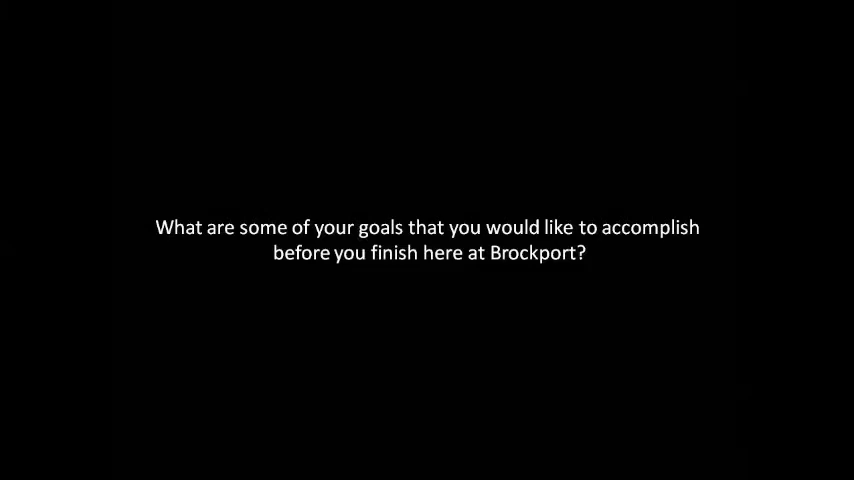 What are some of your goals that you would like to accomplish
before you finish here at Brockport?